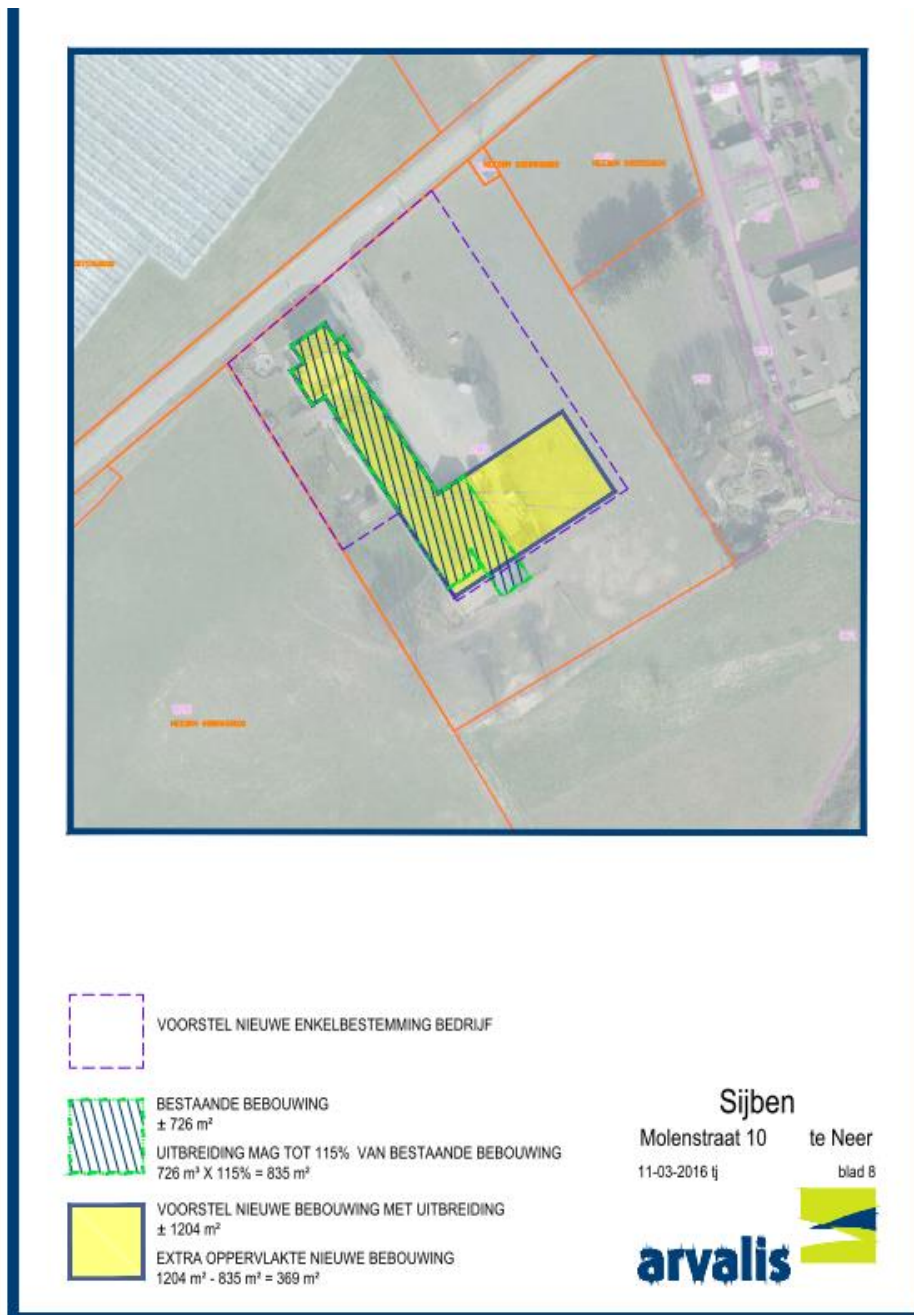 VOORSTEL NIEUWE ENKELBESTEMMING BEDRIJF
BESTAANDE BEBOUWING
± 726 m²
UITBREIDING MAG TOT 115% VAN BESTAANDE BEBOUWING
726 m³ X 115% = 835 m²
VOORSTEL NIEUWE BEBOUWING MET UITBREIDING
± 1204 m²
EXTRA OPPERVLAKTE NIEUWE BEBOUWING
1204 m² - 835 m² = 369 m²
Sijben
Molenstraat 10 te Neer
11-03-2016 tj blad 8
arvalis